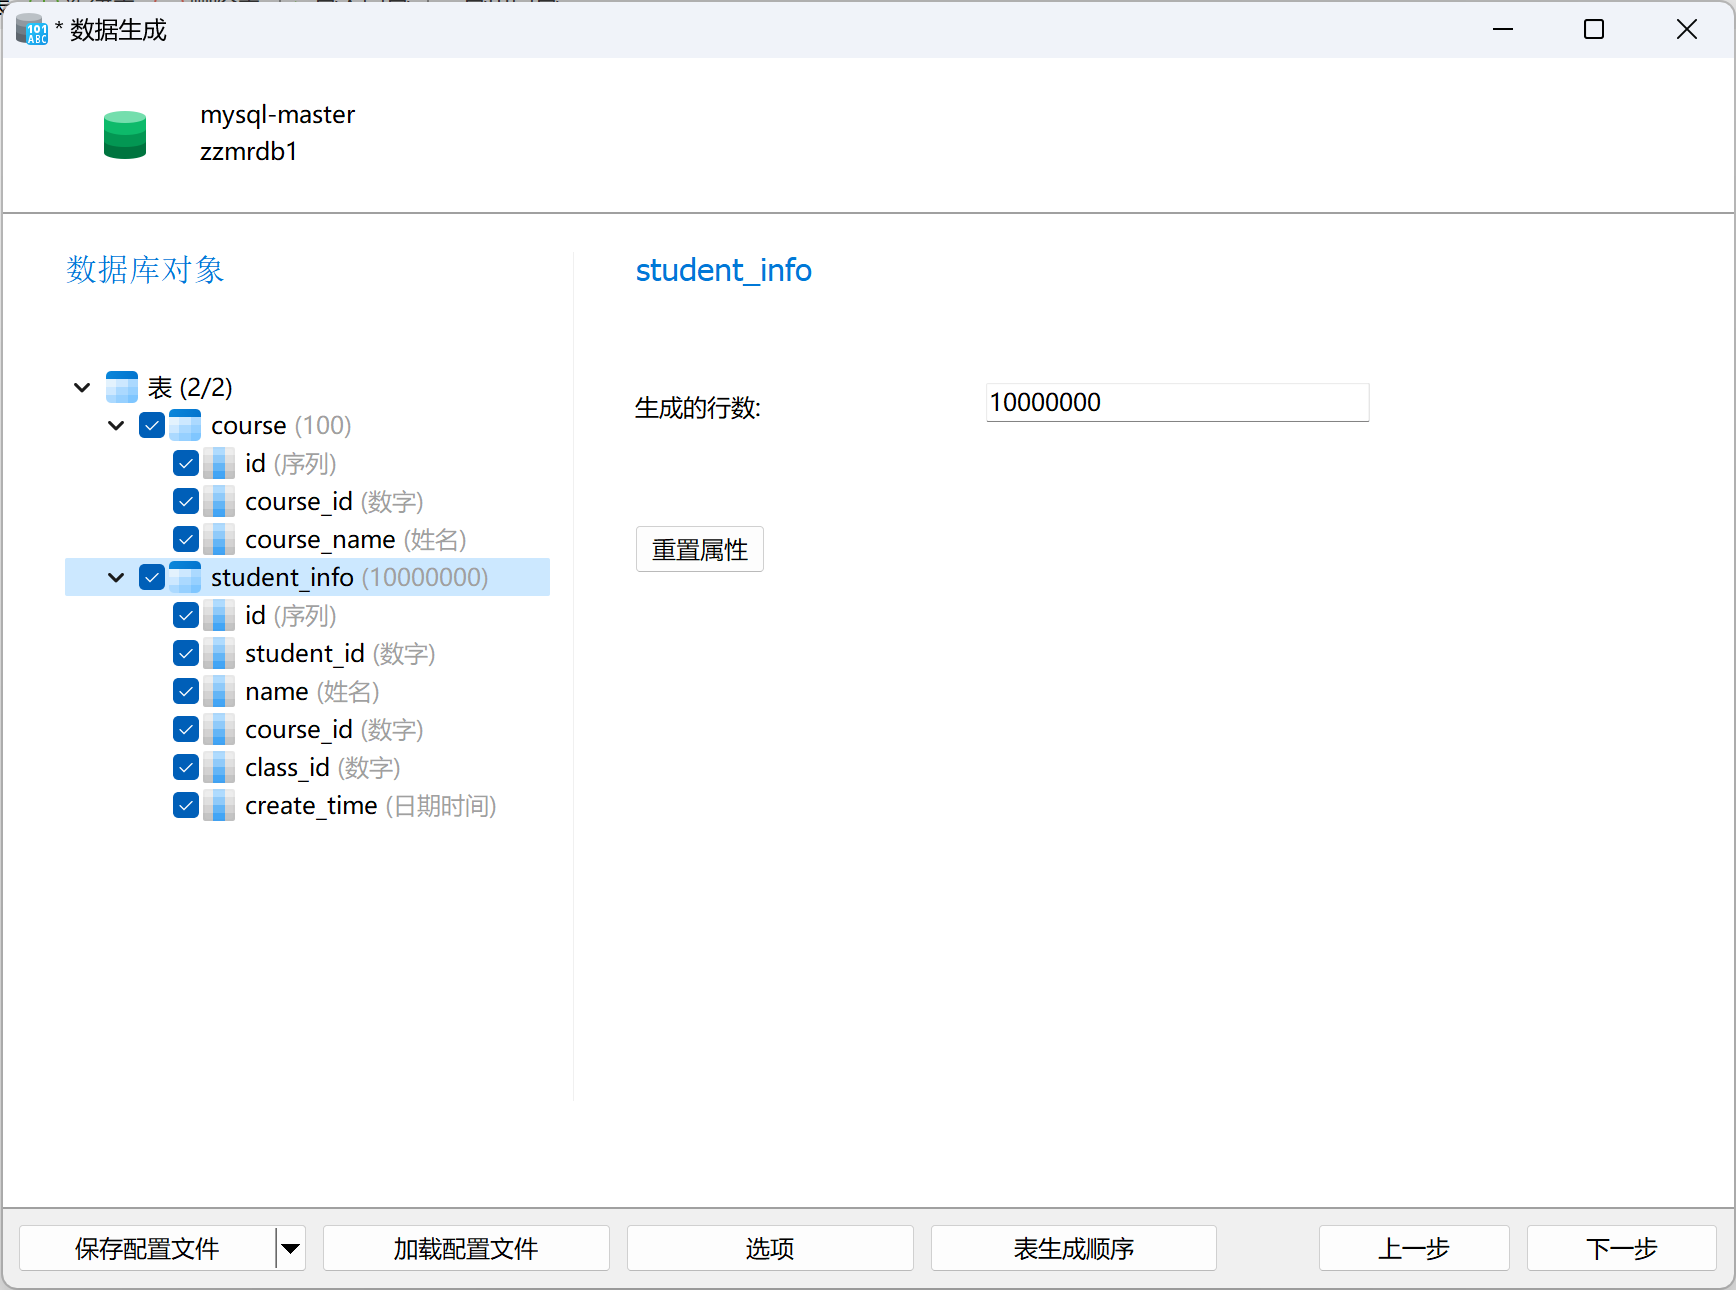 * 数据生成
mysql-master
zzmrdb1
数据库对象
表 (2/2)
course (100)
id (序列)
course_id (数字)
course_name (姓名)
student_info (10000000)
id (序列)
student_id (数字)
name (姓名)
course_id (数字)
class_id (数字)
create_time (日期时间)
student_info
生成的行数: 10000000
重置属性
保存配置文件 加载配置文件 选项 表生成顺序 上一步 下一步